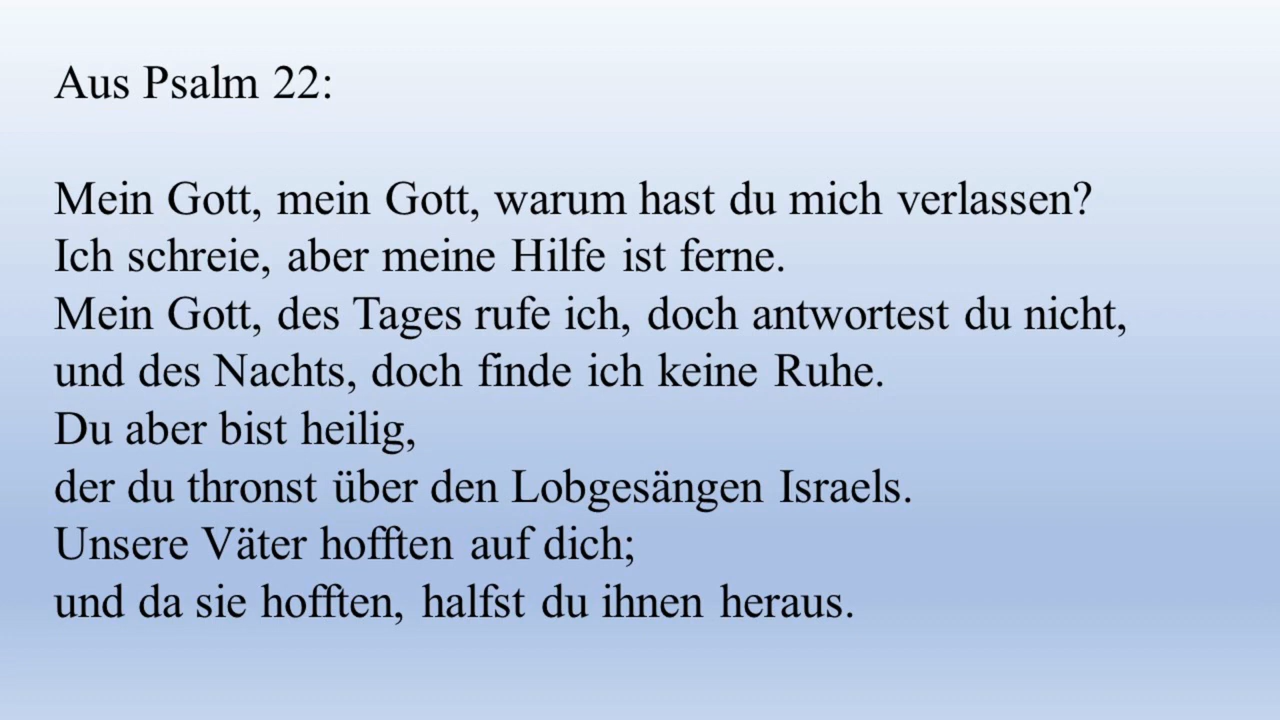 Aus Psalm 22:
Mein Gott, mein Gott, warum hast du mich verlassen?
Ich schreie, aber meine Hilfe ist ferne.
Mein Gott, des Tages rufe ich, doch antwortest du nicht,
und des Nachts, doch finde ich keine Ruhe.
Du aber bist heilig,
der du thronst über den Lobgesängen Israels.
Unsere Väter hofften auf dich;
und da sie hofften, halfst du ihnen heraus.